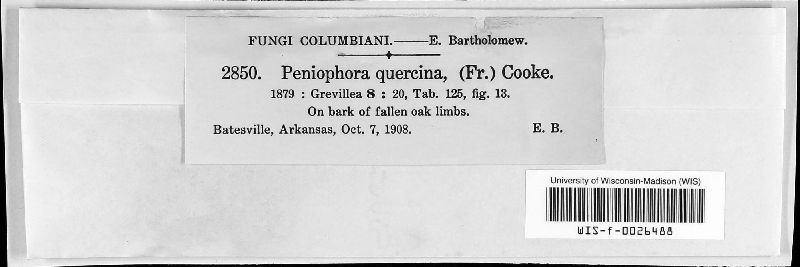 FUNGI COLUMBIANI.——E. Bartholomew.
2850. Peniophora quercina, (Fr.) Cooke.
1879 : Grevillea 8 : 20, Tab. 125, fig. 13.
On bark of fallen oak limbs.
Batesville, Arkansas, Oct. 7, 1908. E. B.
University of Wisconsin-Madison (WIS)
WIS-f-0026488